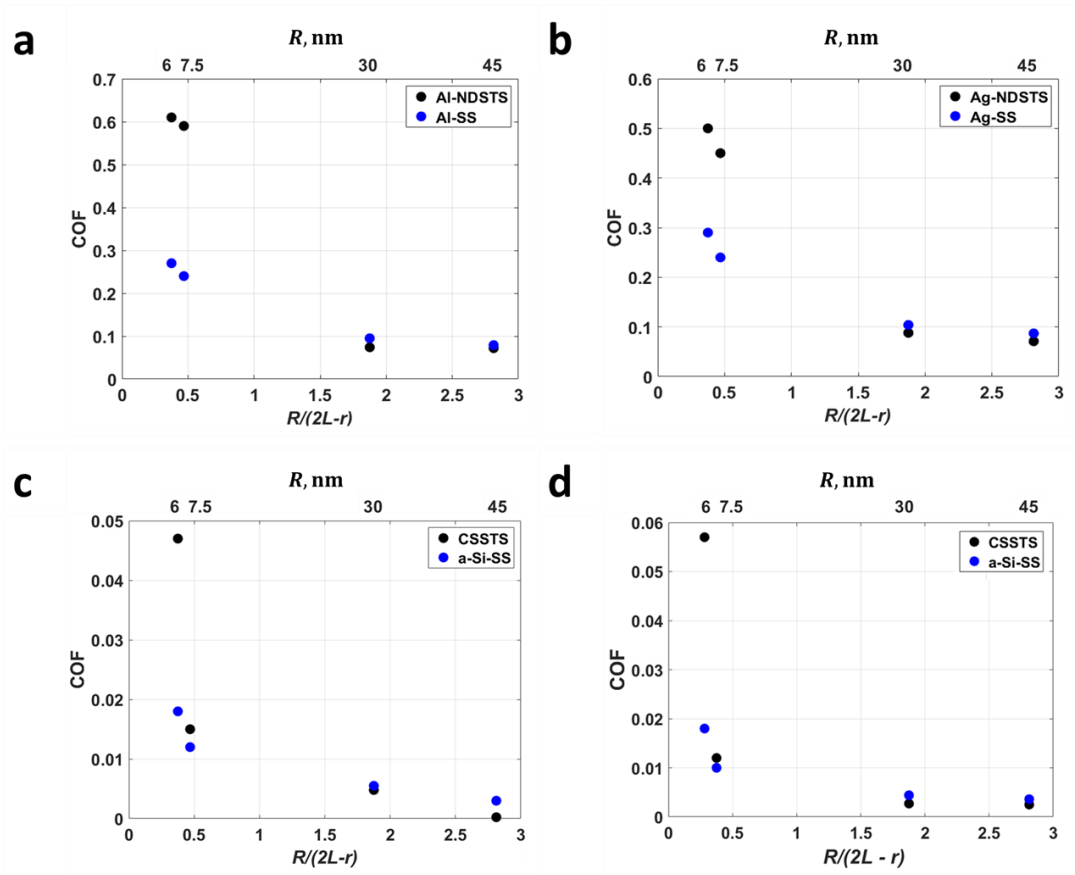 a
R, nm
6 7.5 30 45
0.7
0.6
0.5
0.4
0.3
0.2
0.1
0
COF
Al-NDSTS
Al-SS
0 0.5 1 1.5 2 2.5 3
R/(2L-r)
b
R, nm
6 7.5 30 45
0.6
0.5
0.4
0.3
0.2
0.1
0
COF
Ag-NDSTS
Ag-SS
0 0.5 1 1.5 2 2.5 3
R/(2L-r)
c
R, nm
6 7.5 30 45
0.05
0.04
0.03
0.02
0.01
0
COF
CSSTS
a-Si-SS
0 0.5 1 1.5 2 2.5 3
R/(2L-r)
d
R, nm
6 7.5 30 45
0.06
0.05
0.04
0.03
0.02
0.01
0
COF
CSSTS
a-Si-SS
0 0.5 1 1.5 2 2.5 3
R/(2L - r)